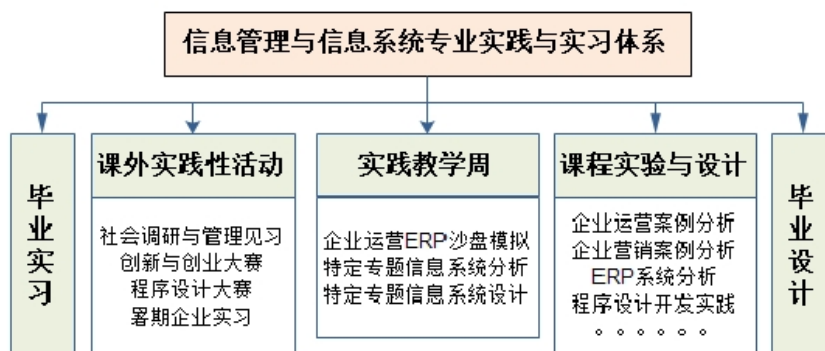 信息管理与信息系统专业实践与实习体系
毕业实习
课外实践性活动
社会调研与管理见习
创新与创业大赛
程序设计大赛
署期企业实习
实践教学周
企业运营ERP沙盘模拟
特定专题信息系统分析
特定专题信息系统设计
课程实验与设计
企业运营案例分析
企业营销案例分析
ERP系统分析
程序设计开发实践
。。。。。。
毕业设计